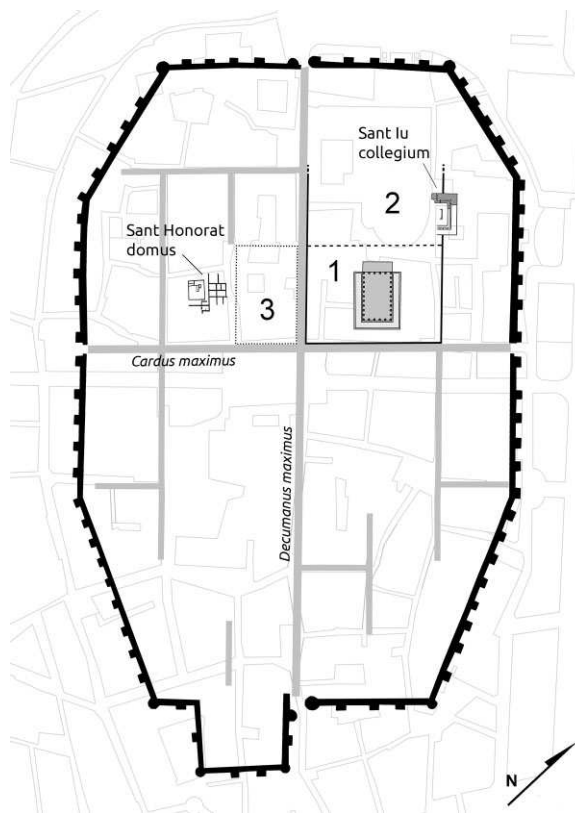 Sant Iu
collegium
2
Sant Honorat
domus
1
3
Cardus maximus
Decumanus maximus
N